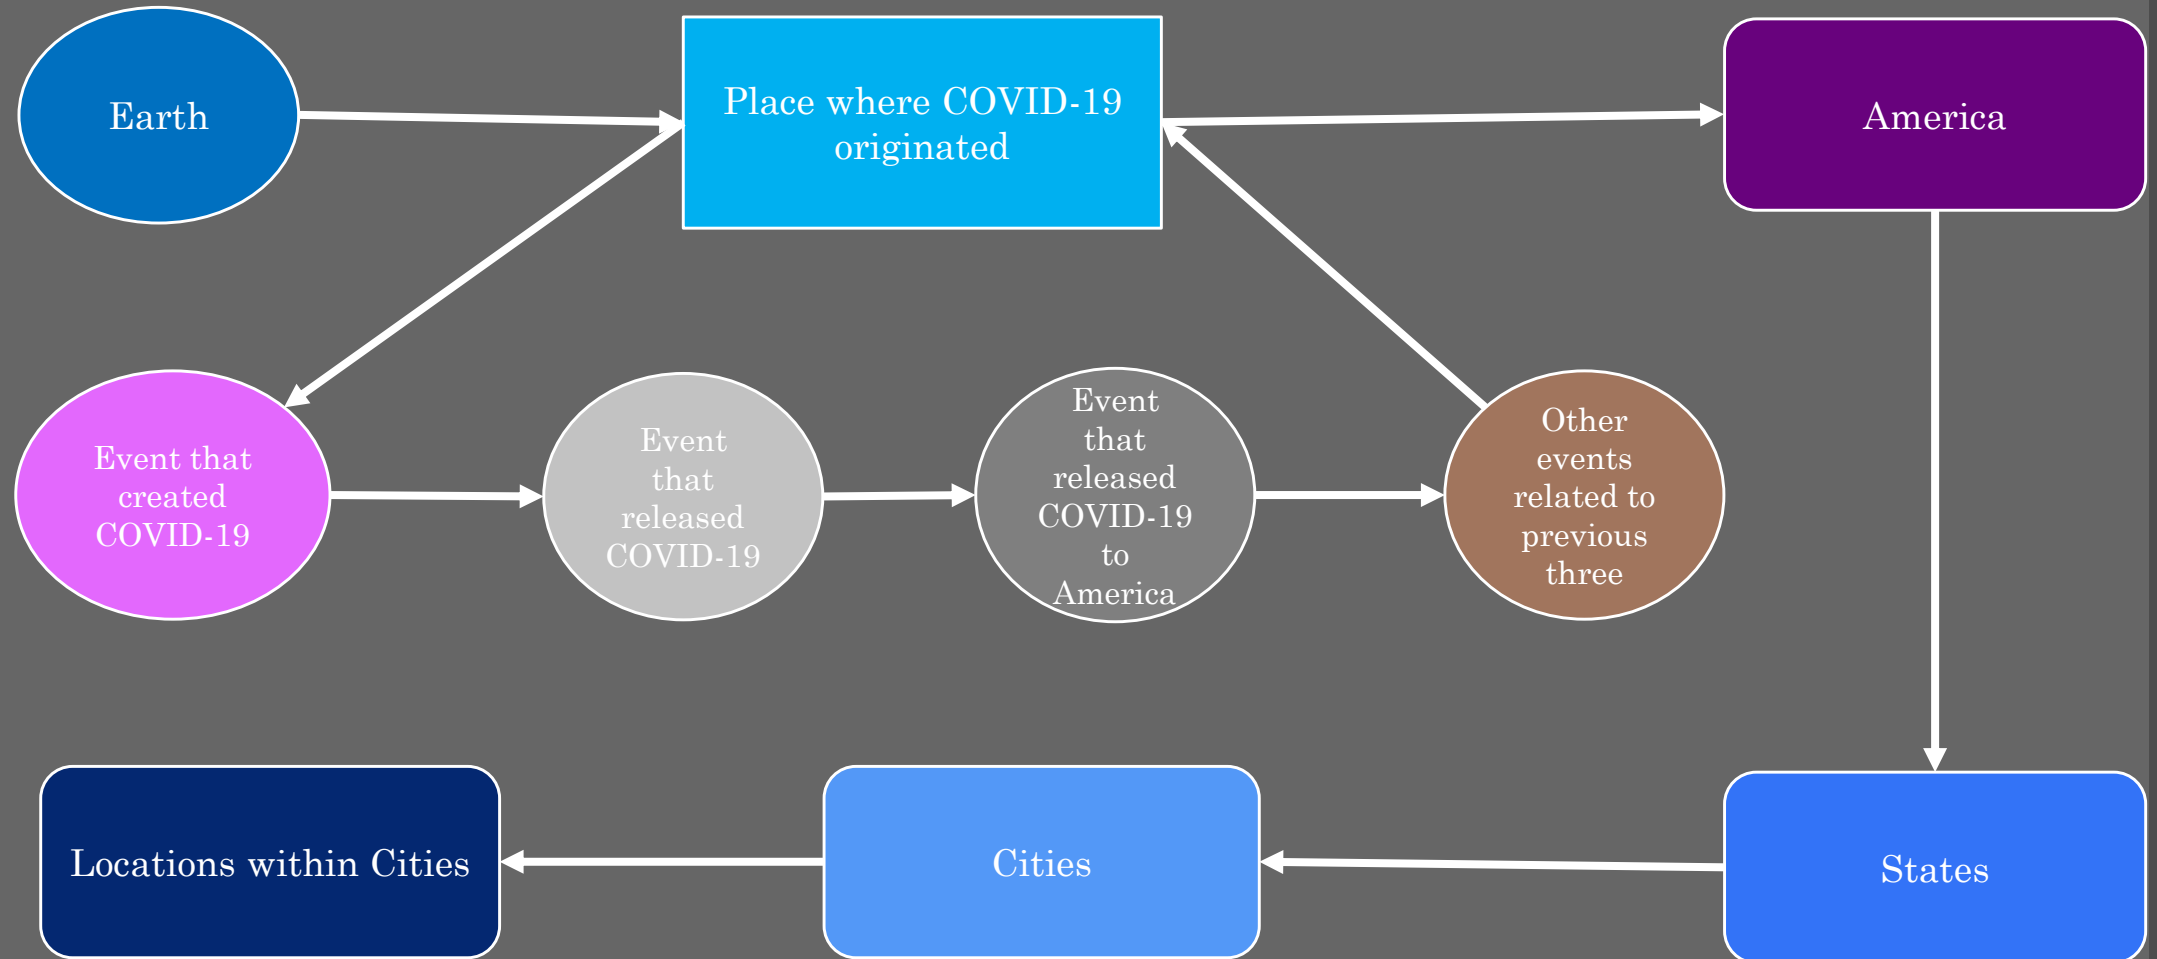 Earth
Place where COVID-19
originated
America
Event that
created
COVID-19
Event
that
released
COVID-19
Event
that
released
COVID-19
to
America
Other
events
related to
previous
three
Locations within Cities
Cities
States